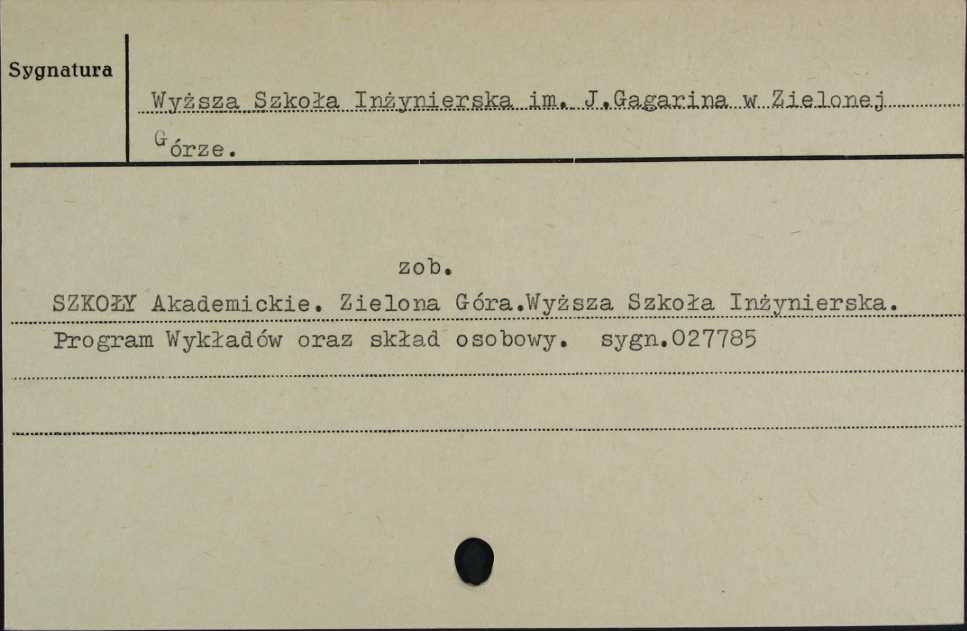 Sygnatura
Wyższa Szkoła Inżynierska im. J.Gagarina w Zielonej
Górze.
zob.
SZKOŁY Akademickie. Zielona Góra.Wyższa Szkoła Inżynierska.
Program Wykładów oraz skład osobowy. sygn.027785